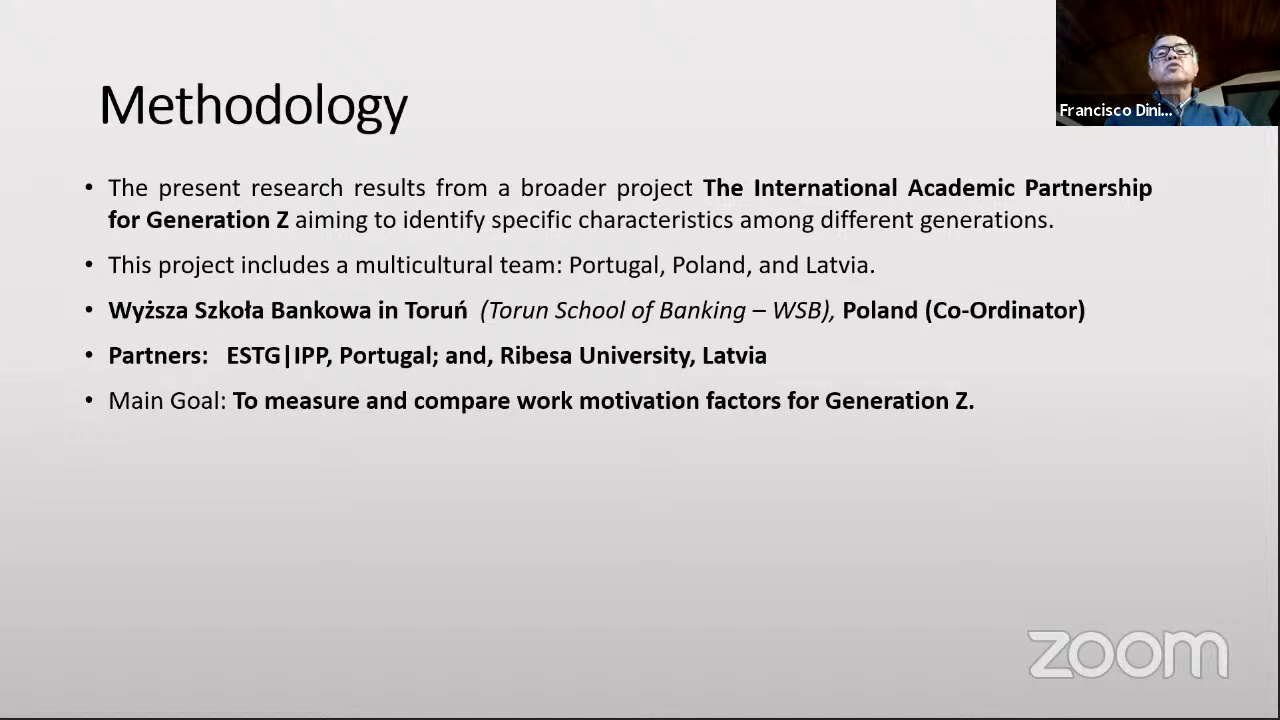 Methodology
Francisco Dini...
• The present research results from a broader project The International Academic Partnership
for Generation Z aiming to identify specific characteristics among different generations.
• This project includes a multicultural team: Portugal, Poland, and Latvia.
• Wyższa Szkoła Bankowa in Toruń (Torun School of Banking – WSB), Poland (Co-Ordinator)
• Partners: ESTG|IPP, Portugal; and, Ribesa University, Latvia
• Main Goal: To measure and compare work motivation factors for Generation Z.
zoom